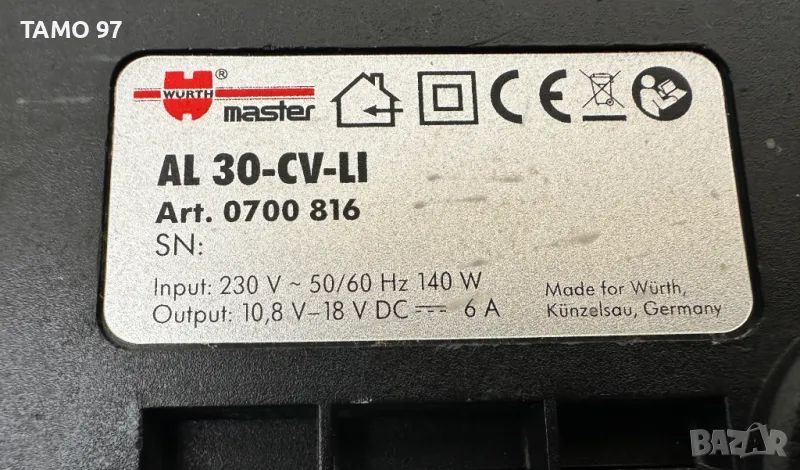 TAMO 97
WÜRTH ®
master
AL 30-CV-LI
Art. 0700 816
SN:
Input: 230 V ~ 50/60 Hz 140 W
Output: 10,8 V–18 V DC ⎓ 6 A
Made for Würth,
Künzelsau, Germany
BAZAR